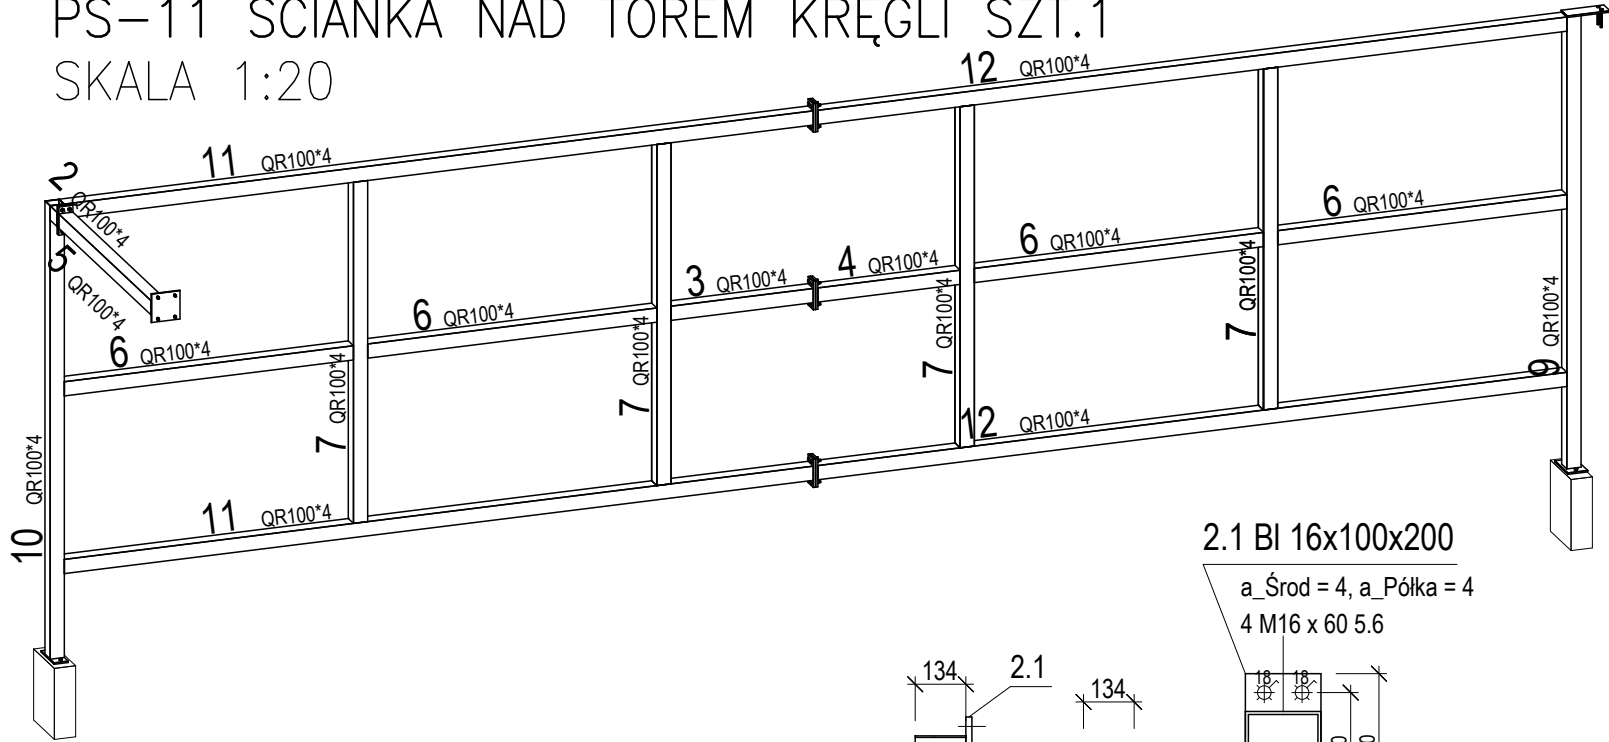 PS-11 ŚCIANKA NAD TOREM KRĘGLI SZT.1
SKALA 1:20
12 QR100*4
11 QR100*4
2 QR100*4
6 QR100*4
6 QR100*4
5 QR100*4
4 QR100*4
3 QR100*4
6 QR100*4
6 QR100*4
7 QR100*4
7 QR100*4
7 QR100*4
7 QR100*4
9 QR100*4
10 QR100*4
12 QR100*4
11 QR100*4
2.1 Bl 16x100x200
a_Środ = 4, a_Półka = 4
4 M16 x 60 5.6
134
2.1
134
18 18